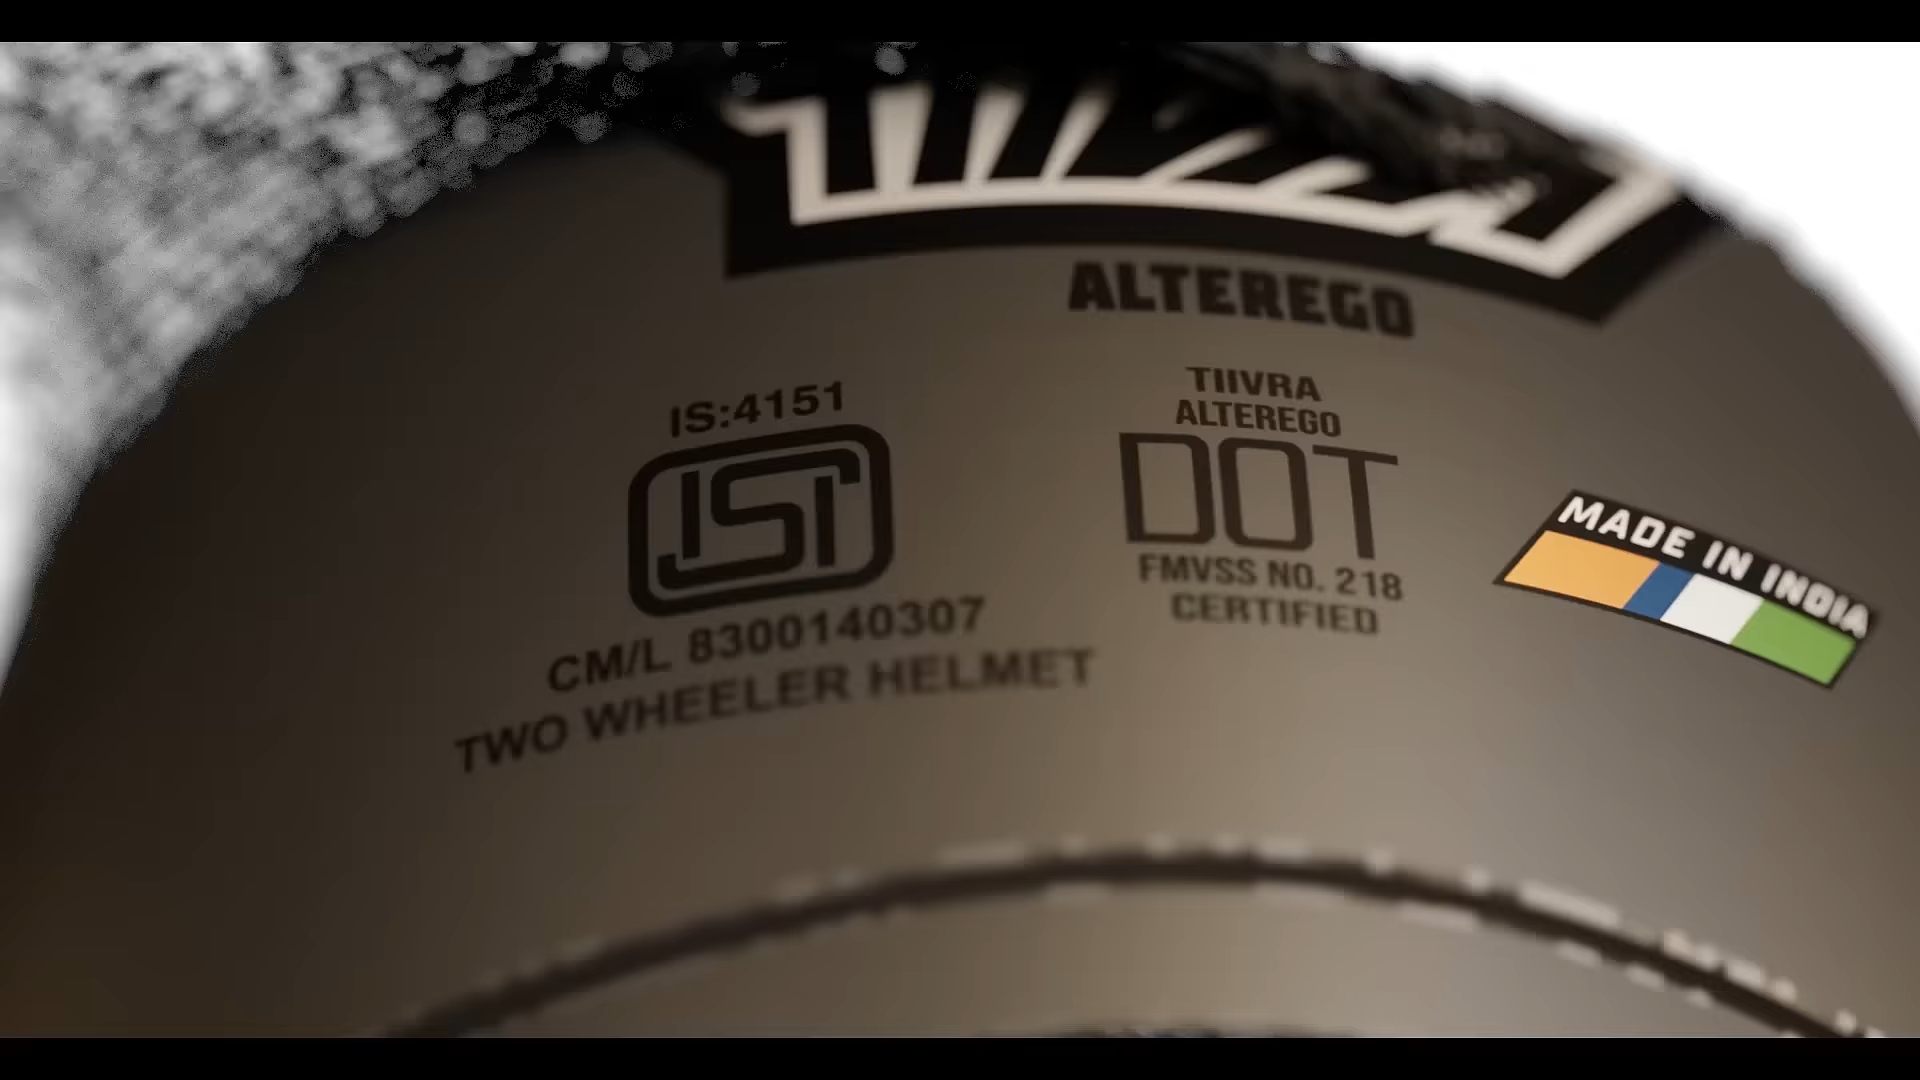 ALTEREGO
IS:4151
ISI
CM/L 8300140307
TWO WHEELER HELMET
TIIVRA
ALTEREGO
DOT
FMVSS NO. 218
CERTIFIED
MADE IN INDIA